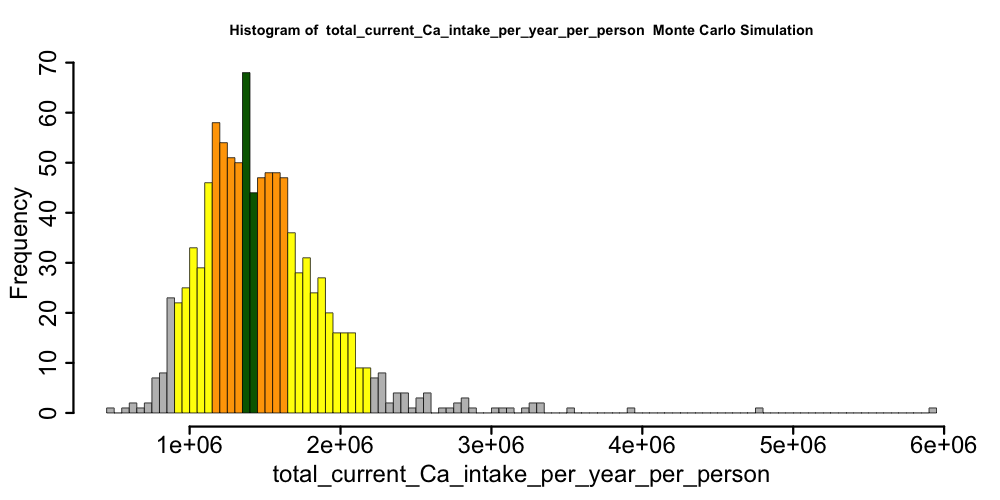 Histogram of total_current_Ca_intake_per_year_per_person Monte Carlo Simulation
70
60
50
40
30
20
10
0
Frequency
1e+06 2e+06 3e+06 4e+06 5e+06 6e+06
total_current_Ca_intake_per_year_per_person